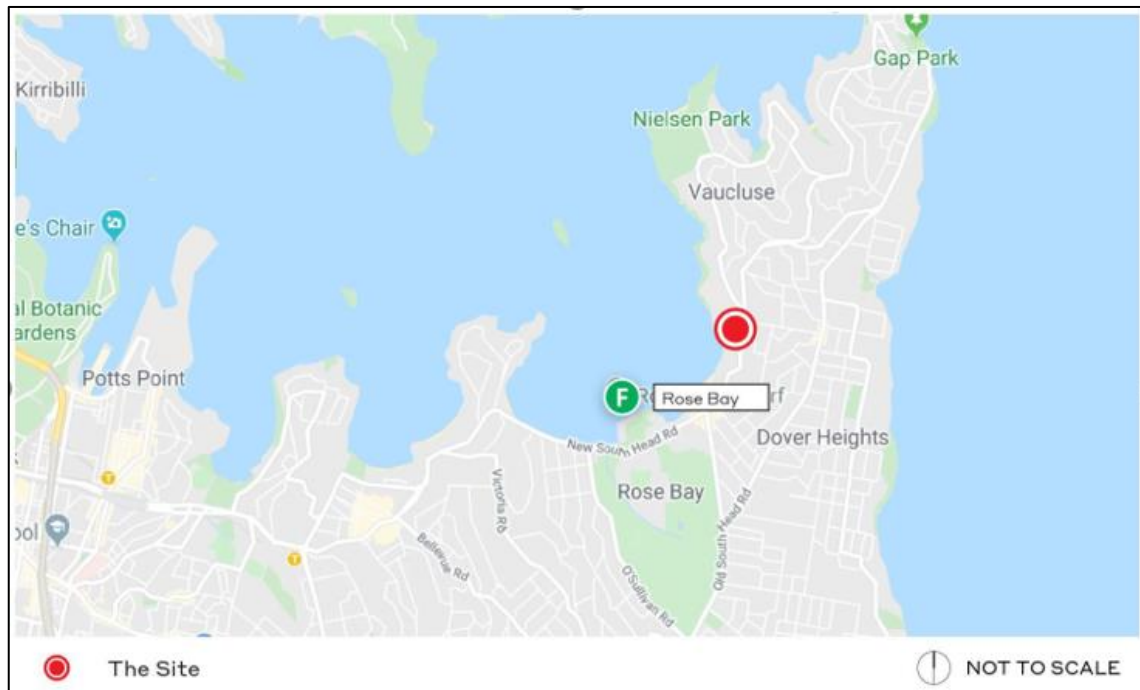 Gap Park
Kirribilli
Nielsen Park
Vaucluse
e's Chair
al Botanic
ardens
Potts Point
F
Rose Bay
rf
Dover Heights
New South Head Rd
Rose Bay
Victoria Rd
Bellevue Rd
O'Sullivan Rd
Old South Head Rd
ool
T
T
The Site
NOT TO SCALE